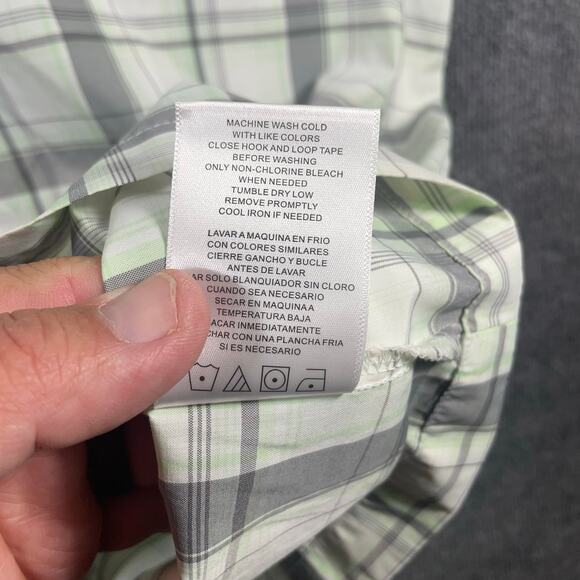 MACHINE WASH COLD
WITH LIKE COLORS
CLOSE HOOK AND LOOP TAPE
BEFORE WASHING
ONLY NON-CHLORINE BLEACH
WHEN NEEDED
TUMBLE DRY LOW
REMOVE PROMPTLY
COOL IRON IF NEEDED
LAVAR A MAQUINA EN FRIO
CON COLORES SIMILARES
CIERRE GANCHO Y BUCLE
ANTES DE LAVAR
SOLO BLANQUIADOR SIN CLORO
CUANDO SEA NECESARIO
SECAR EN MAQUINA A
TEMPERATURA BAJA
INMEDIATAMENTE
CON UNA PLANCHA FRIA
SI ES NECESARIO